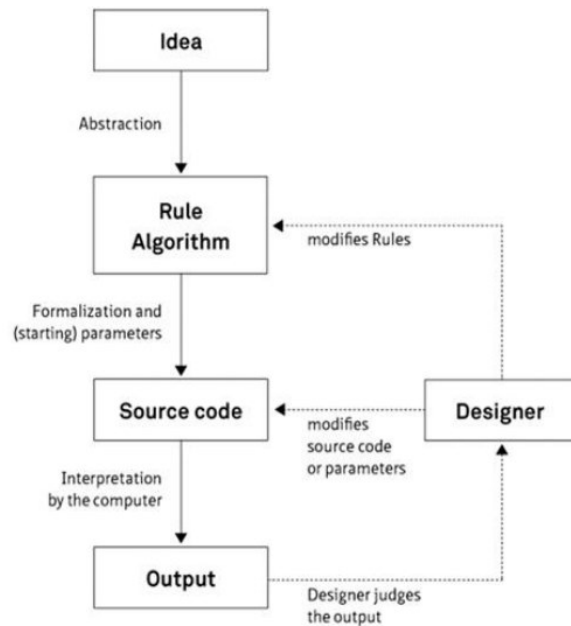 Idea
Abstraction
Rule
Algorithm
modifies Rules
Formalization and
(starting) parameters
Source code
Designer
modifies
source code
or parameters
Interpretation
by the computer
Output
Designer judges
the output